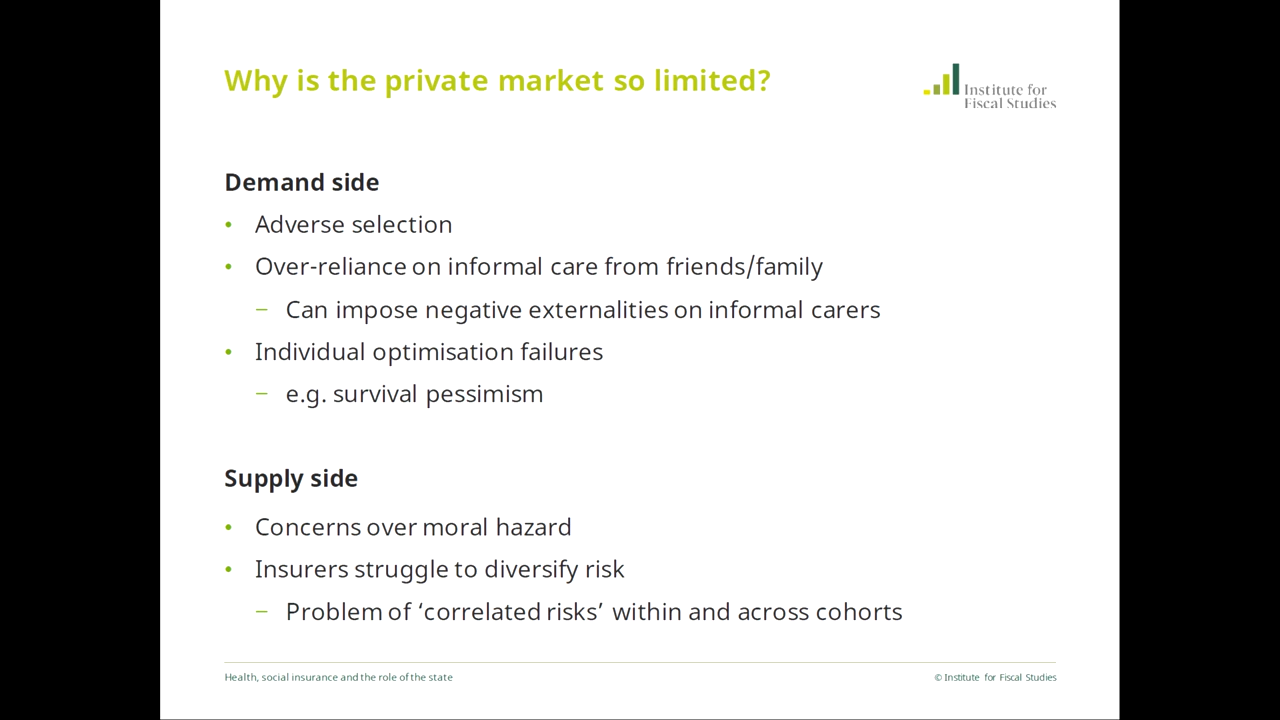 Why is the private market so limited?
Institute for
Fiscal Studies
Demand side
• Adverse selection
• Over-reliance on informal care from friends/family
– Can impose negative externalities on informal carers
• Individual optimisation failures
– e.g. survival pessimism
Supply side
• Concerns over moral hazard
• Insurers struggle to diversify risk
– Problem of ‘correlated risks’ within and across cohorts
Health, social insurance and the role of the state
© Institute for Fiscal Studies